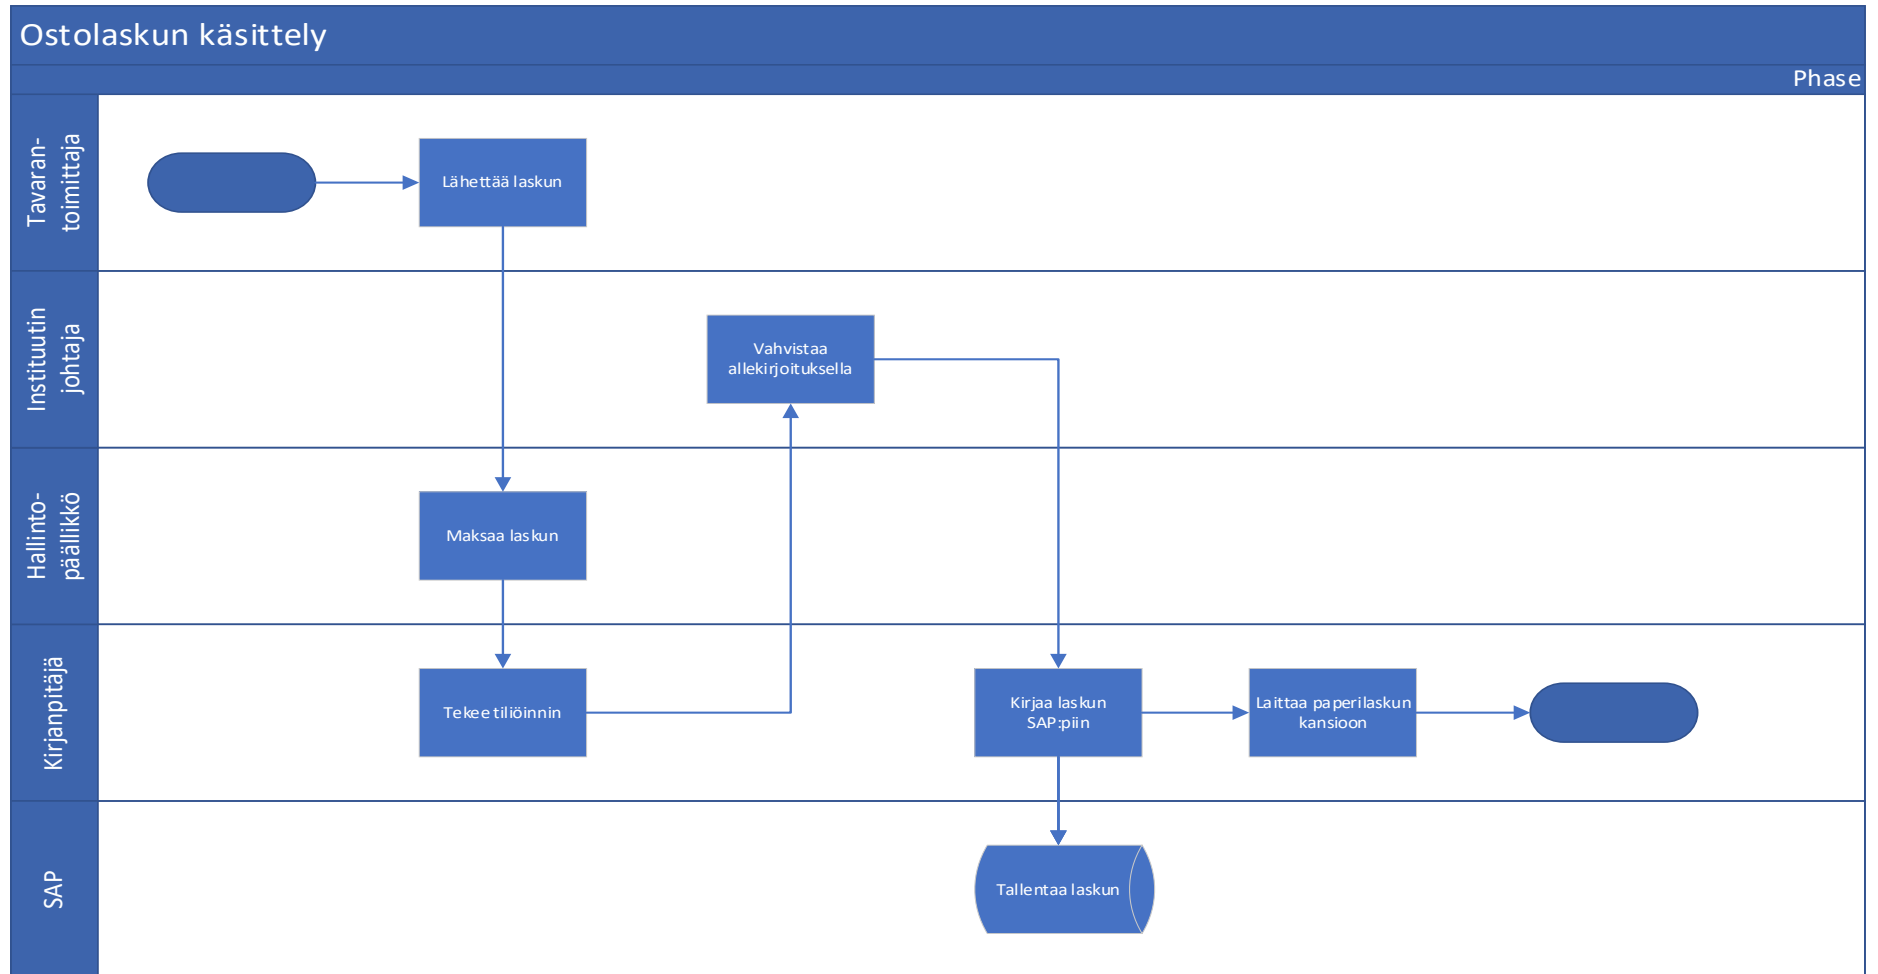 Ostolaskun käsittely
Phase
Tavaran-
toimittaja
Lähettää laskun
Instituutin
johtaja
Vahvistaa
allekirjoituksella
Hallinto-
päällikkö
Maksaa laskun
Kirjanpitäjä
Tekee tiliöinnin
Kirjaa laskun
SAP:piin
Laittaa paperilaskun
kansioon
SAP
Tallentaa laskun